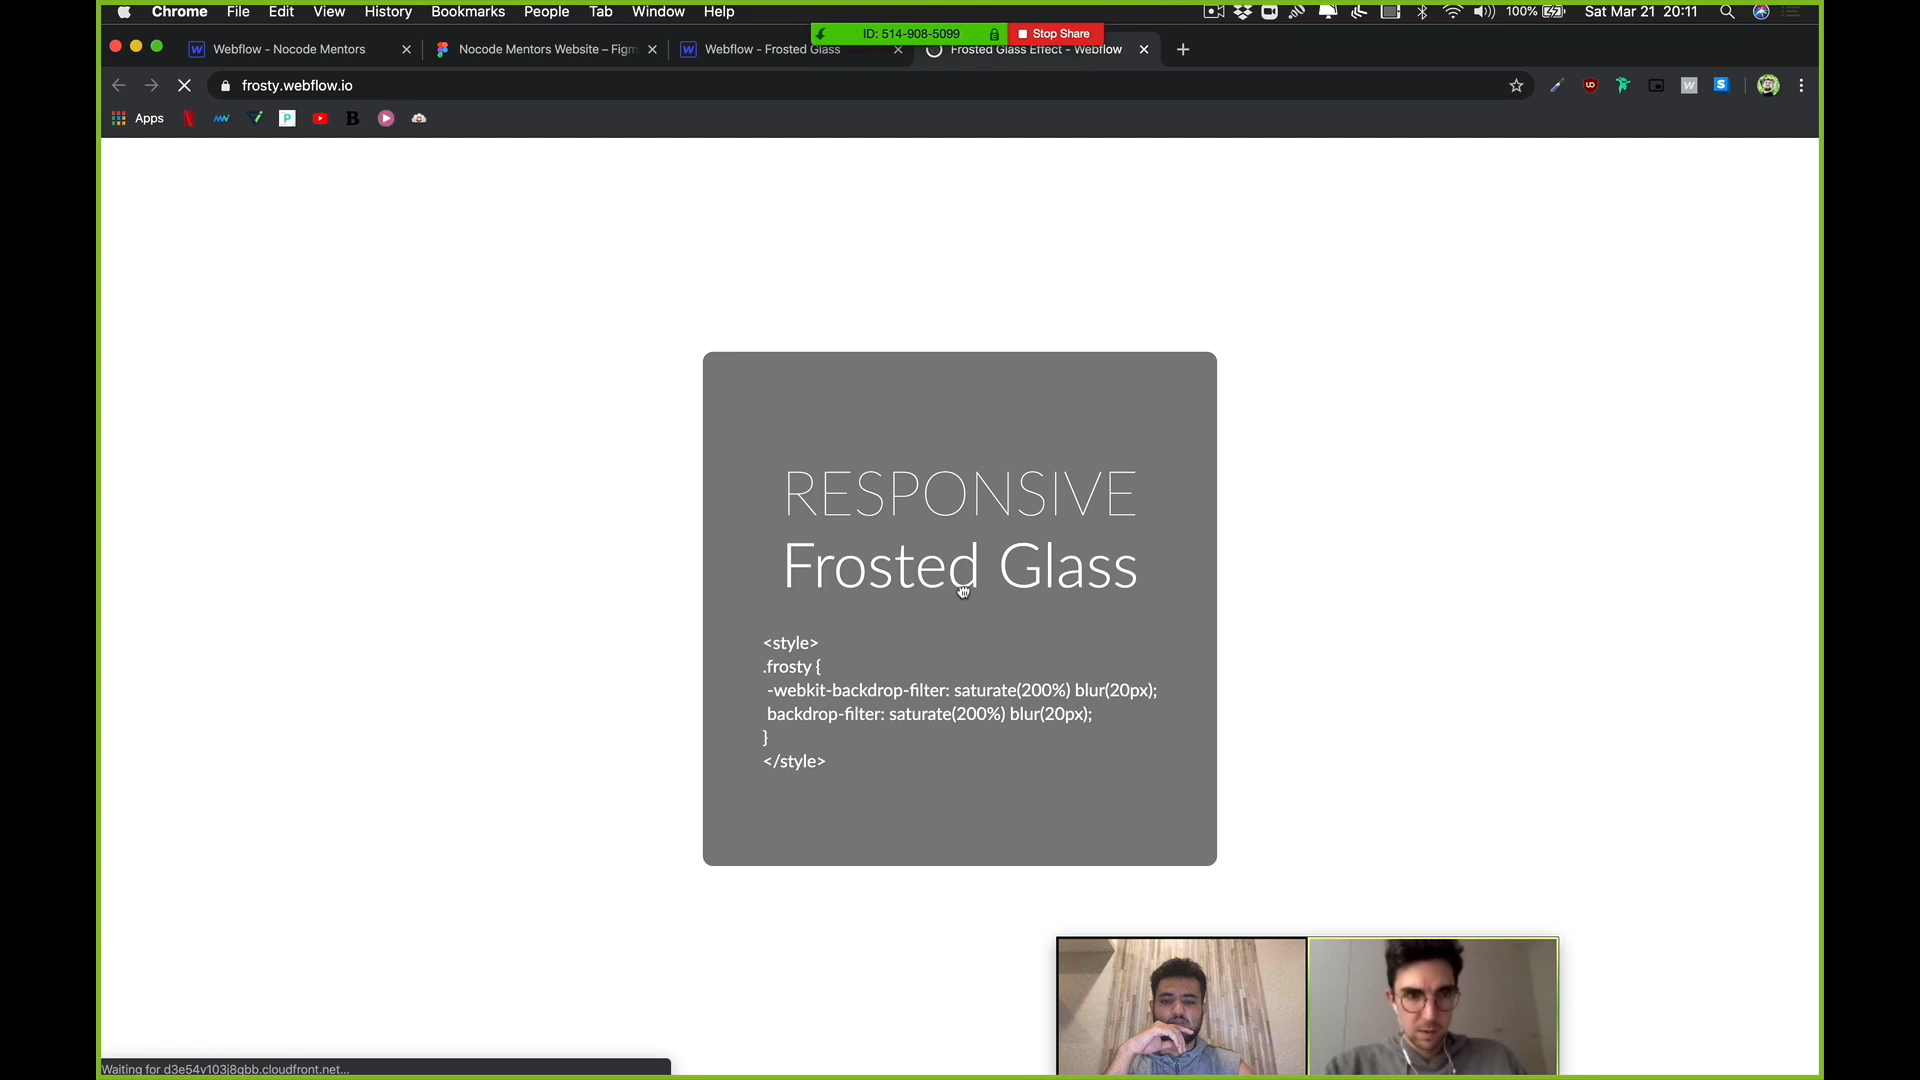 Chrome File Edit View History Bookmarks People Tab Window Help 100% Sat Mar 21 20:11
ID: 514-908-5099 Stop Share
Webflow - Nocode Mentors Nocode Mentors Website – Figm Webflow - Frosted Glass Frosted Glass Effect - Webflow
frosty.webflow.io
Apps
RESPONSIVE
Frosted Glass
<style>
.frosty {
-webkit-backdrop-filter: saturate(200%) blur(20px);
backdrop-filter: saturate(200%) blur(20px);
}
</style>
Waiting for d3e54v103j8qbb.cloudfront.net...